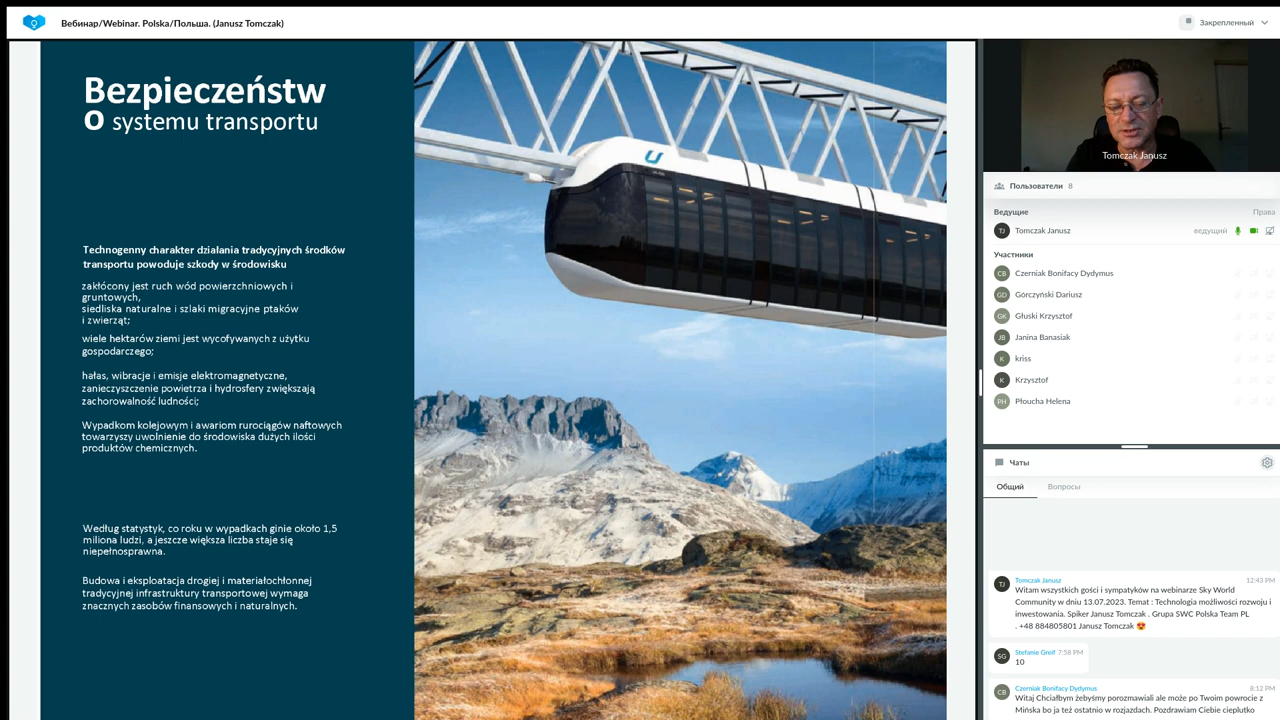 Вебинар/Webinar. Polska/Польша. (Janusz Tomczak)
Закрепленный
Bezpieczeństw
o systemu transportu
Technogenny charakter działania tradycyjnych środków
transportu powoduje szkody w środowisku
zakłócony jest ruch wód powierzchniowych i
gruntowych,
siedliska naturalne i szlaki migracyjne ptaków
i zwierząt;
wiele hektarów ziemi jest wycofywanych z użytku
gospodarczego;
hałas, wibracje i emisje elektromagnetyczne,
zanieczyszczenie powietrza i hydrosfery zwiększają
zachorowalność ludności;
Wypadkom kolejowym i awariom rurociągów naftowych
towarzyszy uwolnienie do środowiska dużych ilości
produktów chemicznych.
Według statystyk, co roku w wypadkach ginie około 1,5
miliona ludzi, a jeszcze większa liczba staje się
niepełnosprawna.
Budowa i eksploatacja drogiej i materiałochłonnej
tradycyjnej infrastruktury transportowej wymaga
znacznych zasobów finansowych i naturalnych.
Tomczak Janusz
Пользователи 8
Ведущие Права
TJ Tomczak Janusz ведущий
Участники
CB Czerniak Bonifacy Dydymus
GD Górczyński Dariusz
GK Głuski Krzysztof
JB Janina Banasiak
K kriss
K Krzysztof
PH Płoucha Helena
Чаты
Общий Вопросы
TJ Tomczak Janusz 12:43 PM
Witam wszystkich gości i sympatyków na webinarze Sky World
Community w dniu 13.07.2023. Temat : Technologia możliwości rozwoju i
inwestowania. Spiker Janusz Tomczak . Grupa SWC Polska Team PL
. +48 884805801 Janusz Tomczak 😍
SG Stefanie Greif 7:58 PM
10
CB Czerniak Bonifacy Dydymus 8:12 PM
Witaj Chciałbym żebyśmy porozmawiali ale może po Twoim powrocie z
Mińska bo ja też ostatnio w rozjazdach. Pozdrawiam Ciebie cieplutko